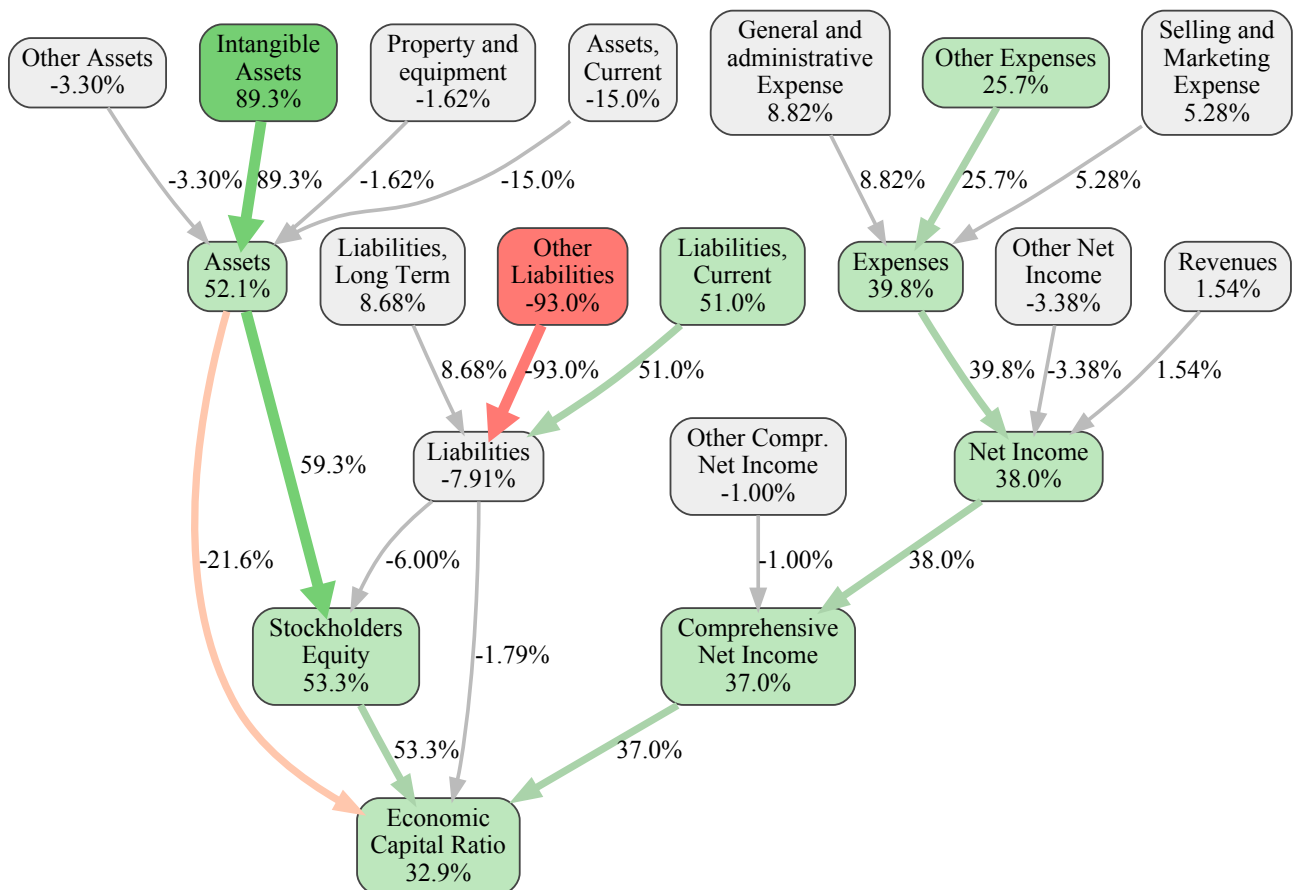 Other Assets
-3.30%
Intangible
Assets
89.3%
Property and
equipment
-1.62%
Assets,
Current
-15.0%
General and
administrative
Expense
8.82%
Other Expenses
25.7%
Selling and
Marketing
Expense
5.28%
-3.30%
89.3%
-1.62%
-15.0%
8.82%
25.7%
5.28%
Assets
52.1%
Liabilities,
Long Term
8.68%
Other
Liabilities
-93.0%
Liabilities,
Current
51.0%
Expenses
39.8%
Other Net
Income
-3.38%
Revenues
1.54%
8.68%
-93.0%
51.0%
39.8%
-3.38%
1.54%
59.3%
Liabilities
-7.91%
Other Compr.
Net Income
-1.00%
Net Income
38.0%
-21.6%
-6.00%
-1.00%
38.0%
Stockholders
Equity
53.3%
-1.79%
Comprehensive
Net Income
37.0%
53.3%
37.0%
Economic
Capital Ratio
32.9%